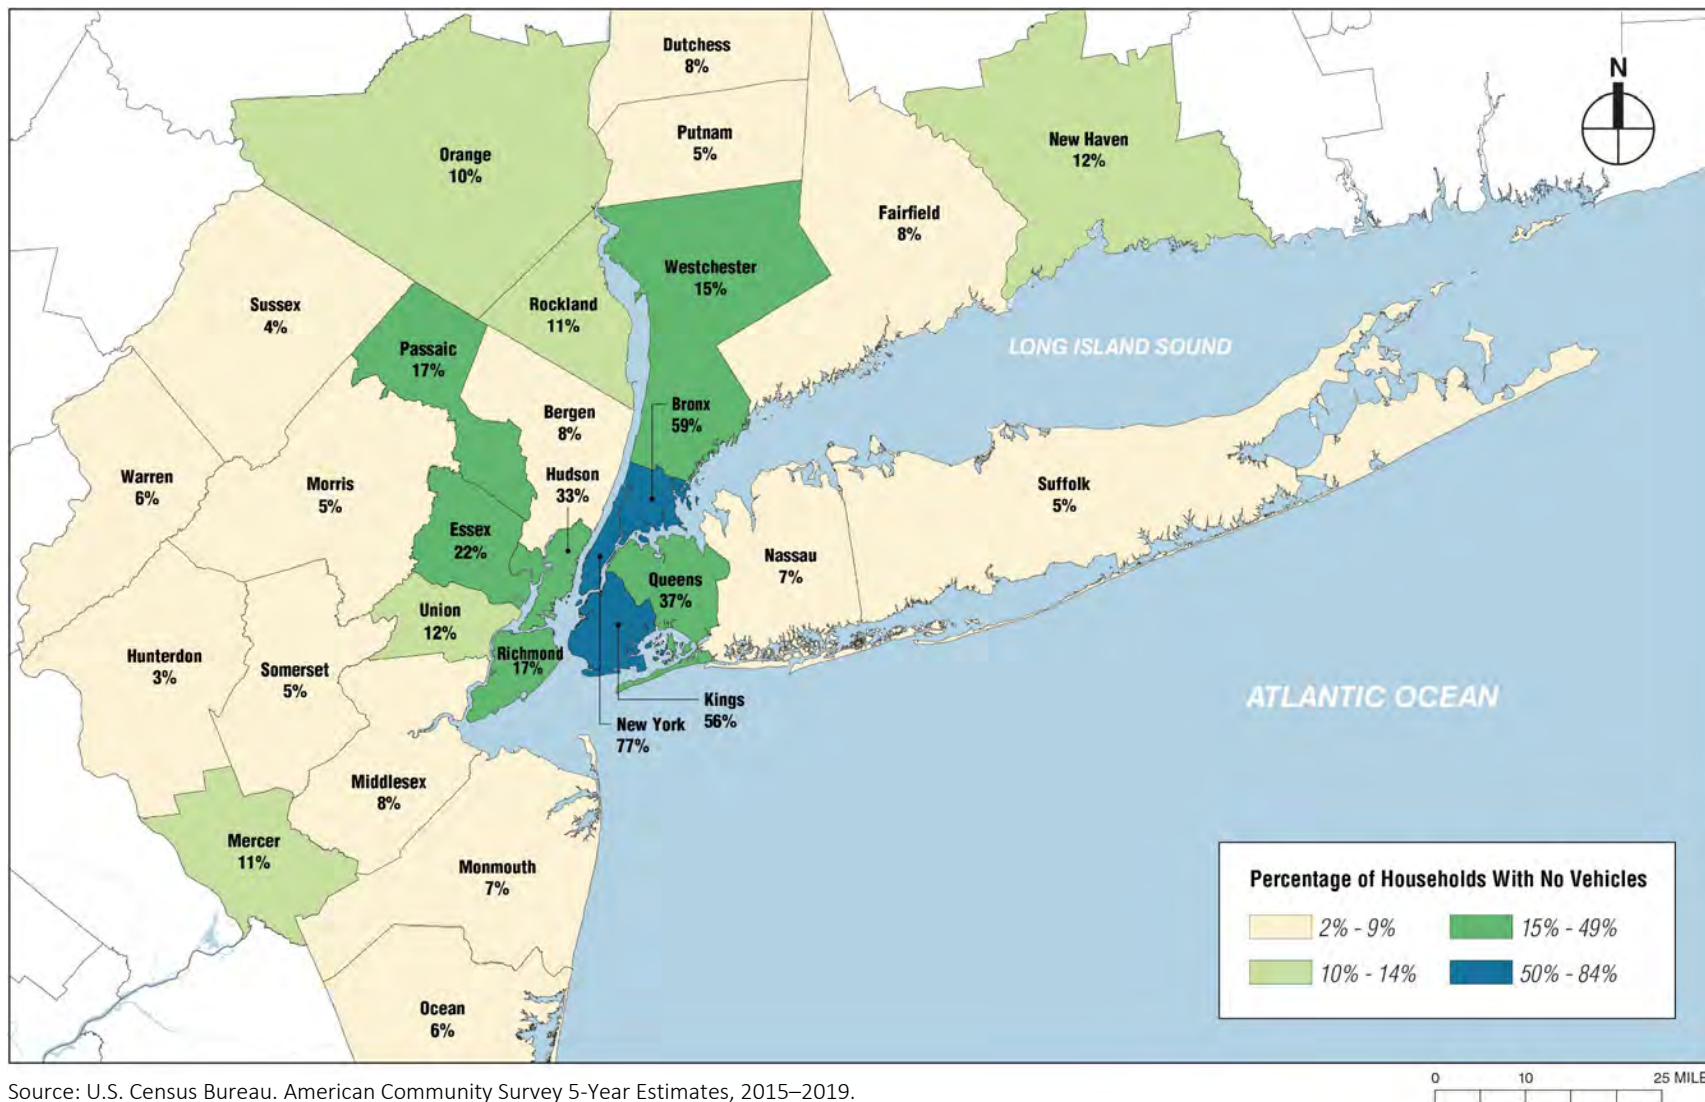 Dutchess
8%
Putnam
5%
Orange
10%
New Haven
12%
N
Fairfield
8%
Westchester
15%
Sussex
4%
Rockland
11%
Passaic
17%
LONG ISLAND SOUND
Bergen
8%
Bronx
59%
Warren
6%
Morris
5%
Hudson
33%
Suffolk
5%
Essex
22%
Nassau
7%
Queens
37%
Union
12%
Hunterdon
3%
Somerset
5%
Richmond
17%
Kings
56%
New York
77%
ATLANTIC OCEAN
Middlesex
8%
Mercer
11%
Monmouth
7%
Ocean
6%
Percentage of Households With No Vehicles
2% - 9%
15% - 49%
10% - 14%
50% - 84%
Source: U.S. Census Bureau. American Community Survey 5-Year Estimates, 2015–2019.
0 10 25 MILE